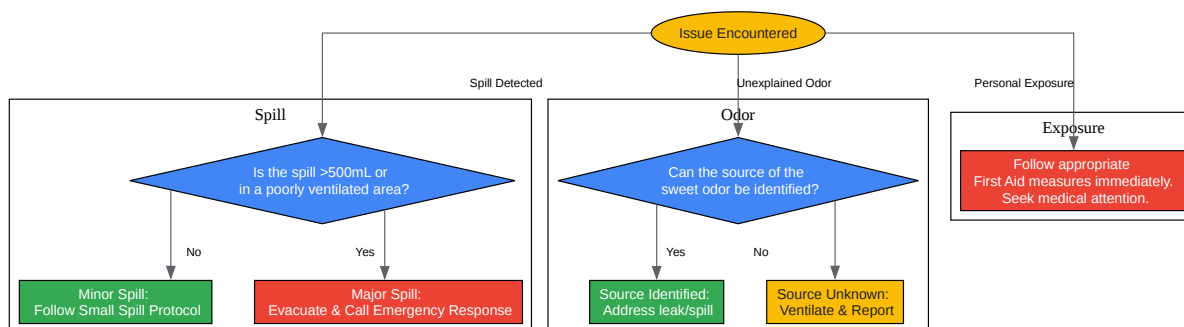 Issue Encountered
Spill Detected
Unexplained Odor
Personal Exposure
Spill
Is the spill >500mL or
in a poorly ventilated area?
No
Yes
Minor Spill:
Follow Small Spill Protocol
Major Spill:
Evacuate & Call Emergency Response
Odor
Can the source of the
sweet odor be identified?
Yes
No
Source Identified:
Address leak/spill
Source Unknown:
Ventilate & Report
Exposure
Follow appropriate
First Aid measures immediately.
Seek medical attention.